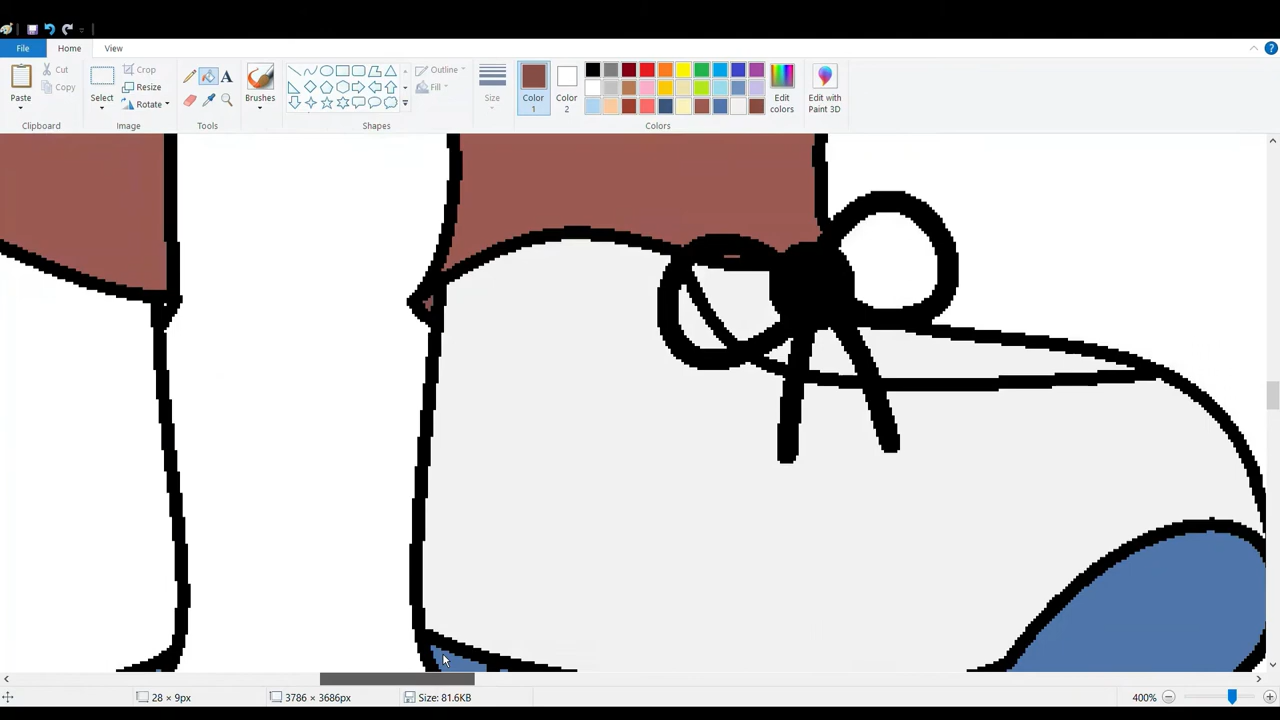 File Home View
Paste Cut Copy Clipboard
Select Crop Resize Rotate Image
A Tools
Brushes
Outline Fill Shapes
Size
Color 1 Color 2 Edit colors Colors
Edit with Paint 3D
28 × 9px 3786 × 3686px Size: 81.6KB 400%